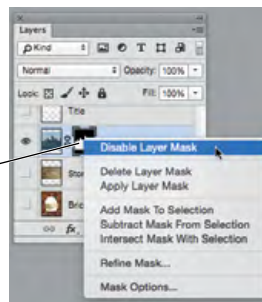 Layers
Kind
Normal
Opacity: 100%
Lock:
Fill: 100%
Title
Disable Layer Mask
Delete Layer Mask
Apply Layer Mask
Add Mask To Selection
Subtract Mask From Selection
Intersect Mask With Selection
Refine Mask...
Mask Options...
fx